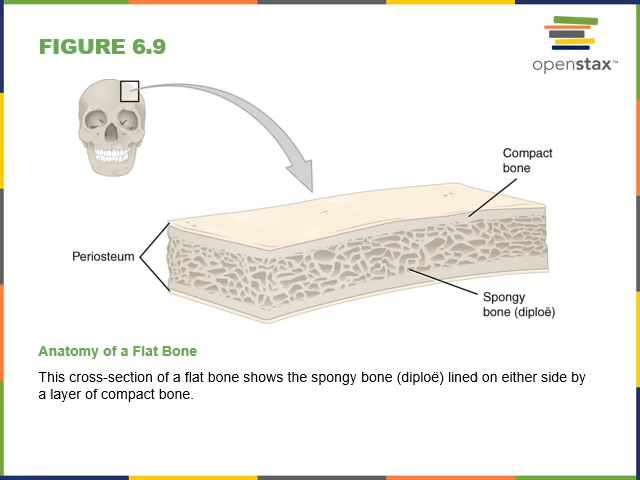 FIGURE 6.9
openstax™
Compact
bone
Periosteum
Spongy
bone (diploë)
Anatomy of a Flat Bone
This cross-section of a flat bone shows the spongy bone (diploë) lined on either side by
a layer of compact bone.